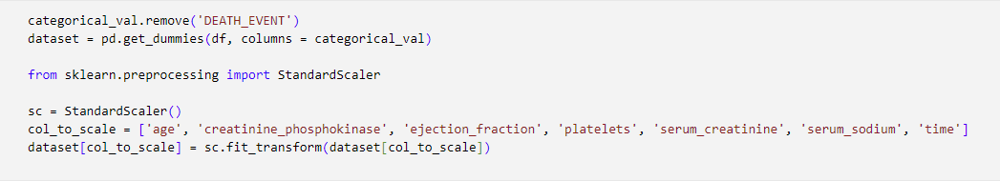 categorical_val.remove('DEATH_EVENT')
dataset = pd.get_dummies(df, columns = categorical_val)
from sklearn.preprocessing import StandardScaler
sc = StandardScaler()
col_to_scale = ['age', 'creatinine_phosphokinase', 'ejection_fraction', 'platelets', 'serum_creatinine', 'serum_sodium', 'time']
dataset[col_to_scale] = sc.fit_transform(dataset[col_to_scale])